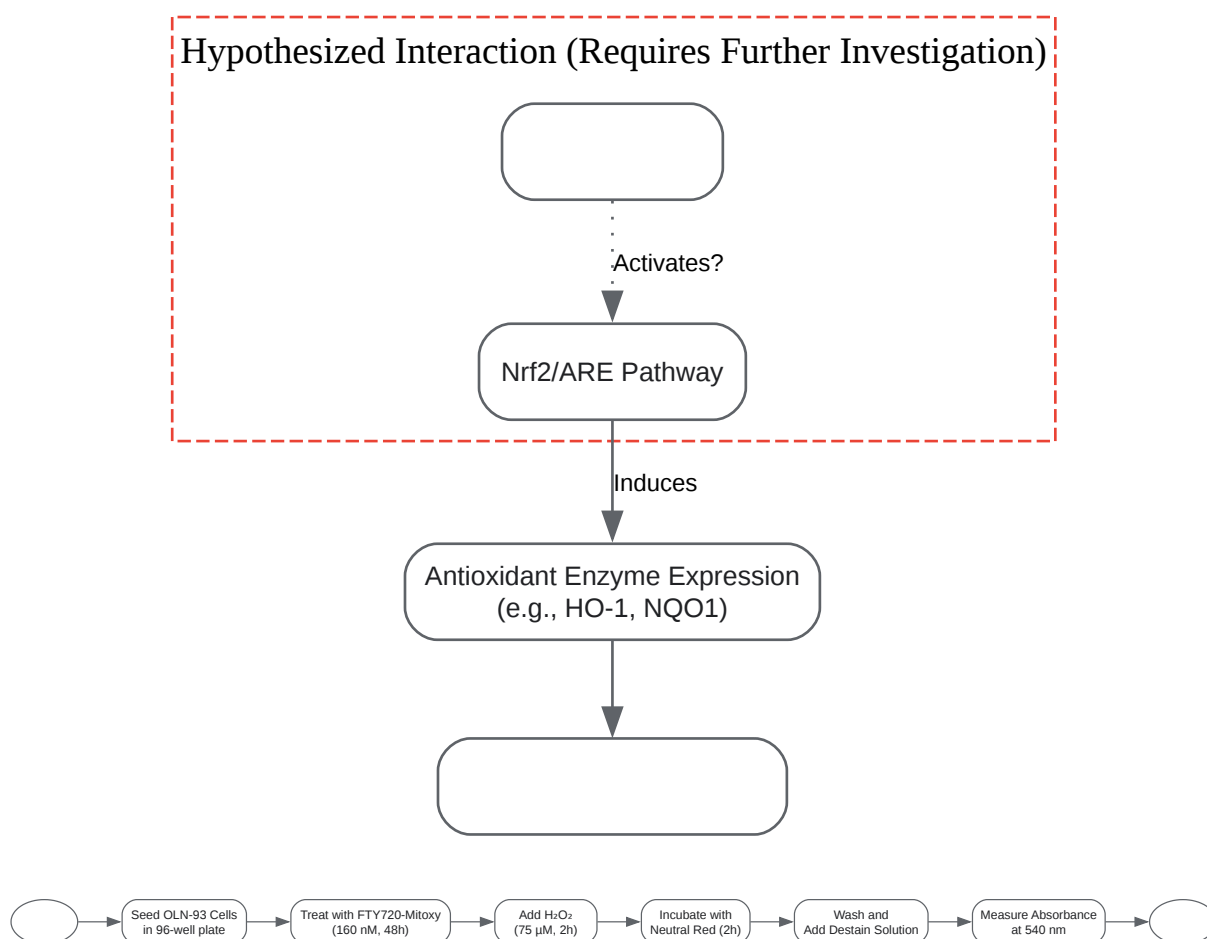 Hypothesized Interaction (Requires Further Investigation)
Activates?
Nrf2/ARE Pathway
Induces
Antioxidant Enzyme Expression
(e.g., HO-1, NQO1)
Seed OLN-93 Cells
in 96-well plate
Treat with FTY720-Mitoxy
(160 nM, 48h)
Add H₂O₂
(75 µM, 2h)
Incubate with
Neutral Red (2h)
Wash and
Add Destain Solution
Measure Absorbance
at 540 nm